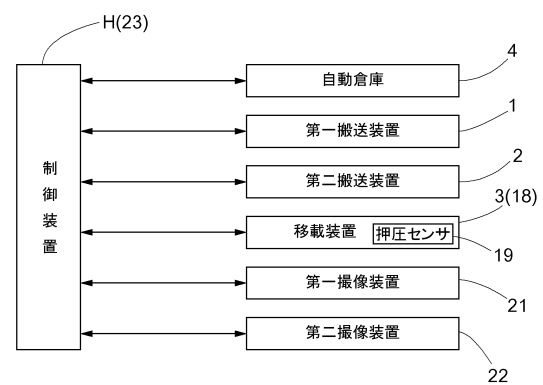 H(23)
制御装置
自動倉庫
4
第一搬送装置
1
第二搬送装置
2
移載装置
押圧センサ
3(18)
19
第一撮像装置
21
第二撮像装置
22